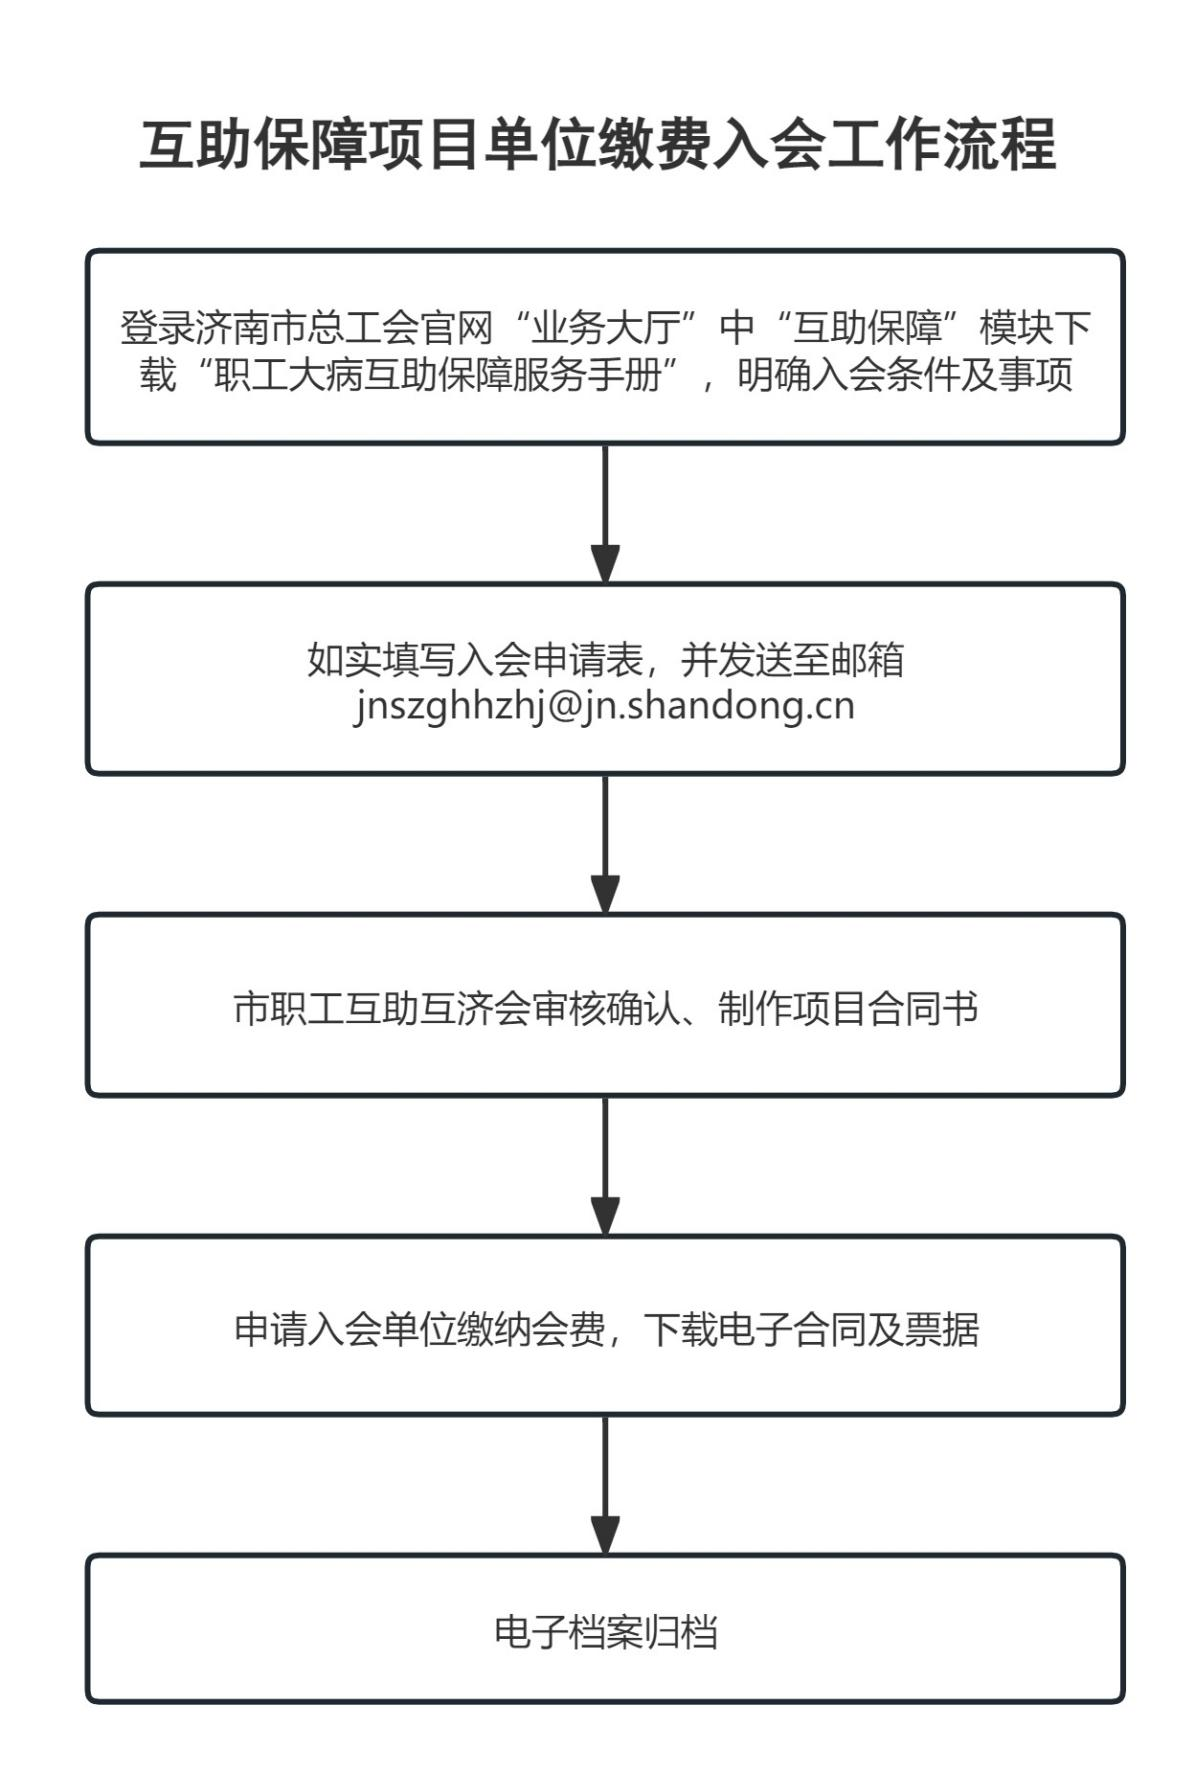 互助保障项目单位缴费入会工作流程
登录济南市总工会官网“业务大厅”中“互助保障”模块下
载“职工大病互助保障服务手册”，明确入会条件及事项
如实填写入会申请表，并发送至邮箱
jnszghhzhj@jn.shandong.cn
市职工互助互济会审核确认、制作项目合同书
申请入会单位缴纳会费，下载电子合同及票据
电子档案归档